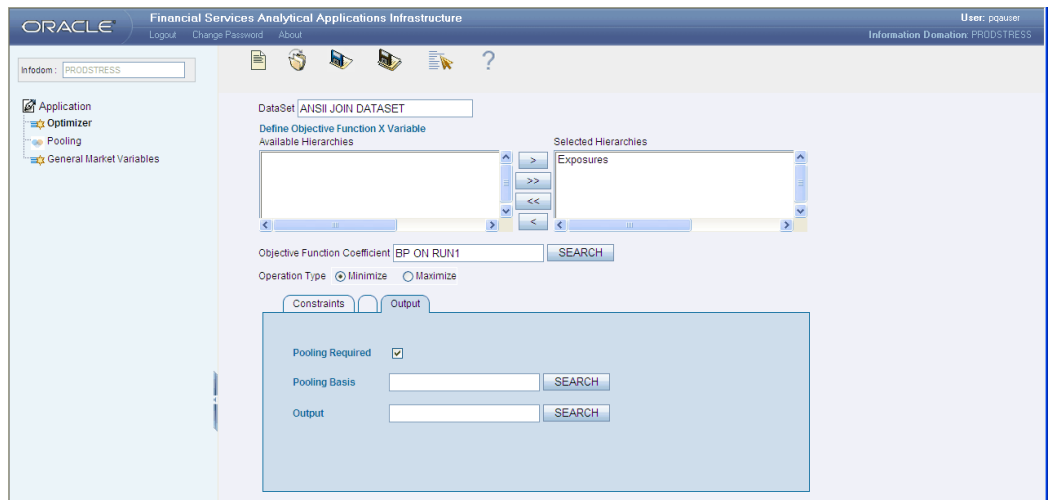 ORACLE
Financial Services Analytical Applications Infrastructure
User: pqauser
Logout Change Password About
Information Domation: PRODSTRESS
Infodom : PRODSTRESS
?
Application
Optimizer
Pooling
General Market Variables
DataSet ANSII JOIN DATASET
Define Objective Function X Variable
Available Hierarchies
Selected Hierarchies
Exposures
>
>>
<<
<
Objective Function Coefficient BP ON RUN1 SEARCH
Operation Type Minimize Maximize
Constraints Output
Pooling Required
Pooling Basis SEARCH
Output SEARCH